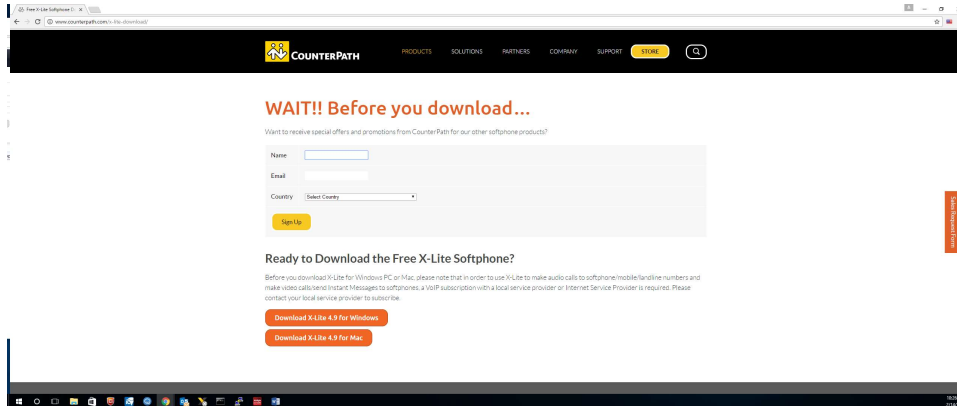 Free X-Lite Softphone D
www.counterpath.com/x-lite-download/
COUNTERPATH
PRODUCTS SOLUTIONS PARTNERS COMPANY SUPPORT STORE
WAIT!! Before you download...
Want to receive special offers and promotions from CounterPath for our other softphone products?
Name
Email
Country Select Country
Sign Up
Sales Request Form
Ready to Download the Free X-Lite Softphone?
Before you download X-Lite for Windows PC or Mac, please note that in order to use X-Lite to make audio calls to softphone/mobile/landline numbers and
make video calls/send Instant Messages to softphones, a VoIP subscription with a local service provider or Internet Service Provider is required. Please
contact your local service provider to subscribe.
Download X-Lite 4.9 for Windows
Download X-Lite 4.9 for Mac